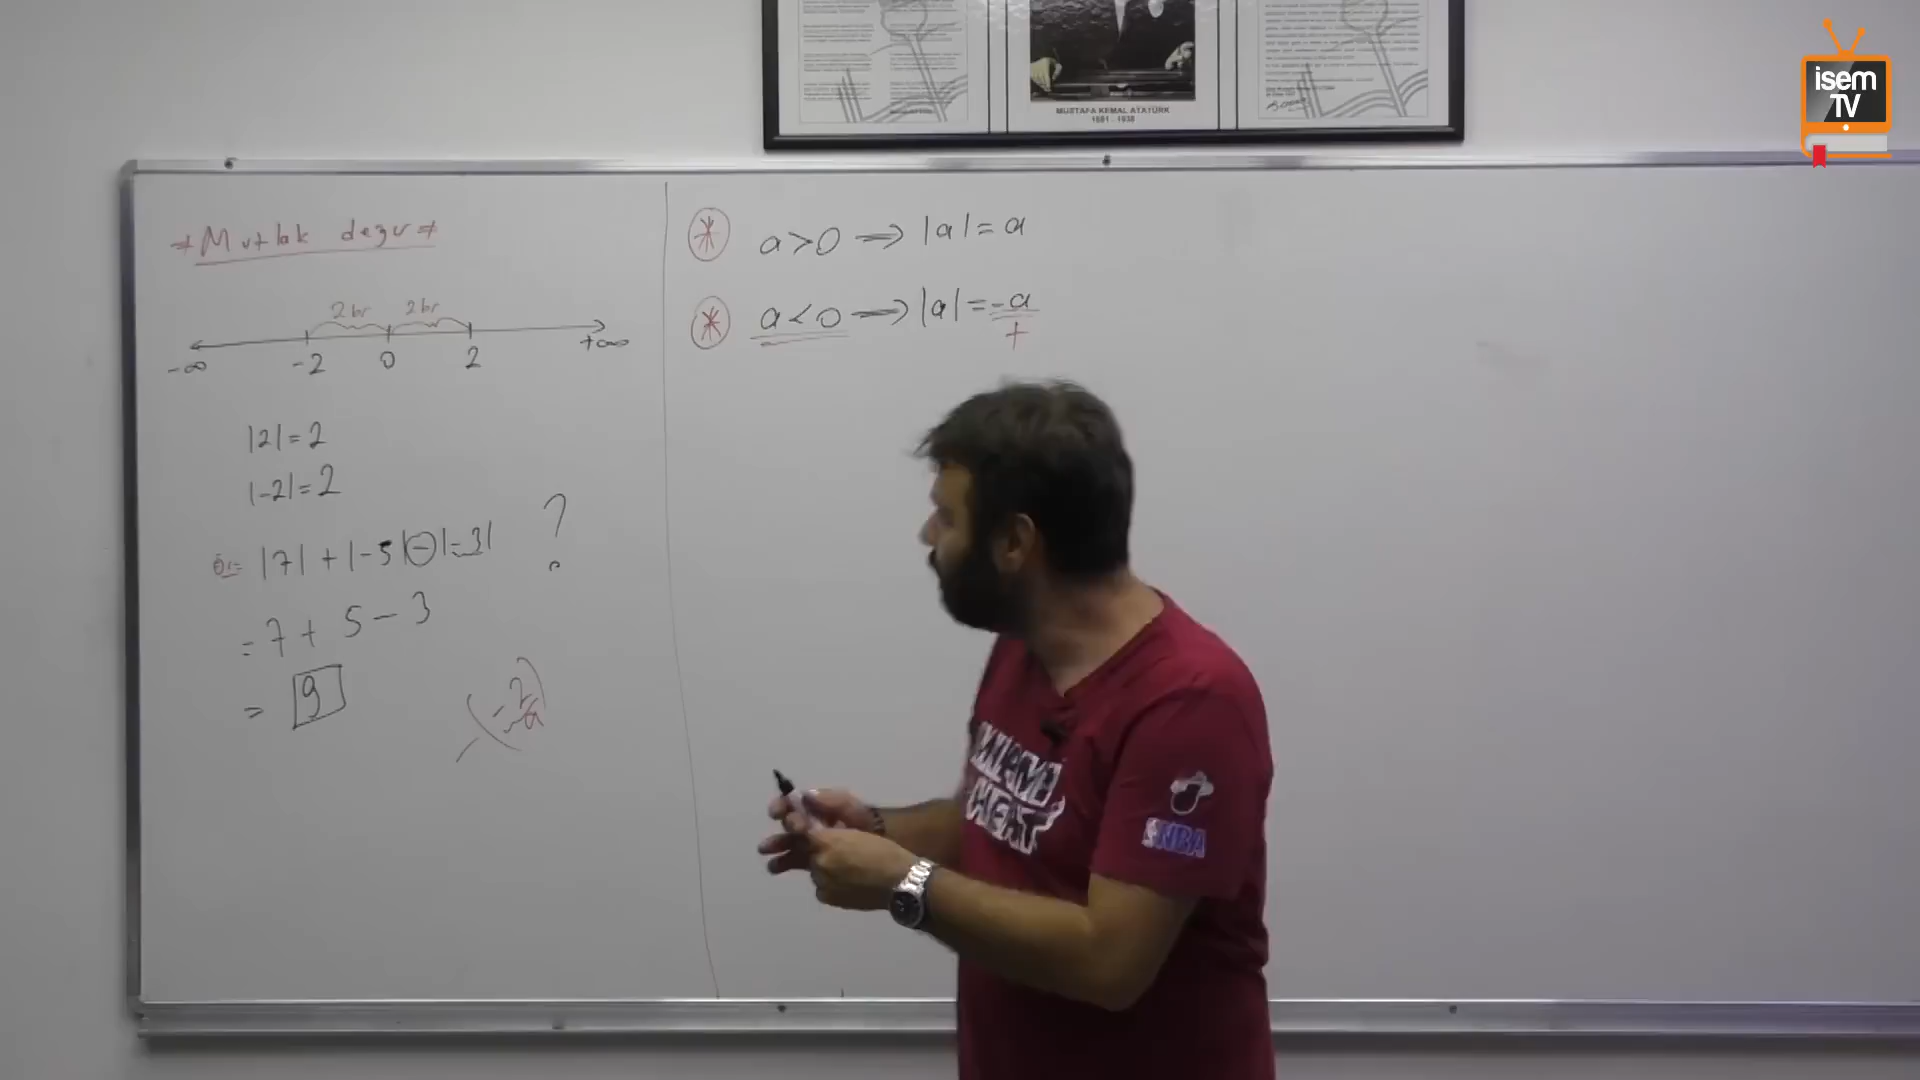 MUSTAFA KEMAL ATATÜRK
1881 - 1938
isem
TV
* Mutlak değer *
2br 2br
-∞ -2 0 2 +∞
|2| = 2
|-2| = 2
Ör: |7| + |-5| - |-3| ?
= 7 + 5 - 3
= 9
-(-2)
a
* a > 0 ⇒ |a| = a
* a < 0 ⇒ |a| = -a
+
MIAMI
HEAT
NBA